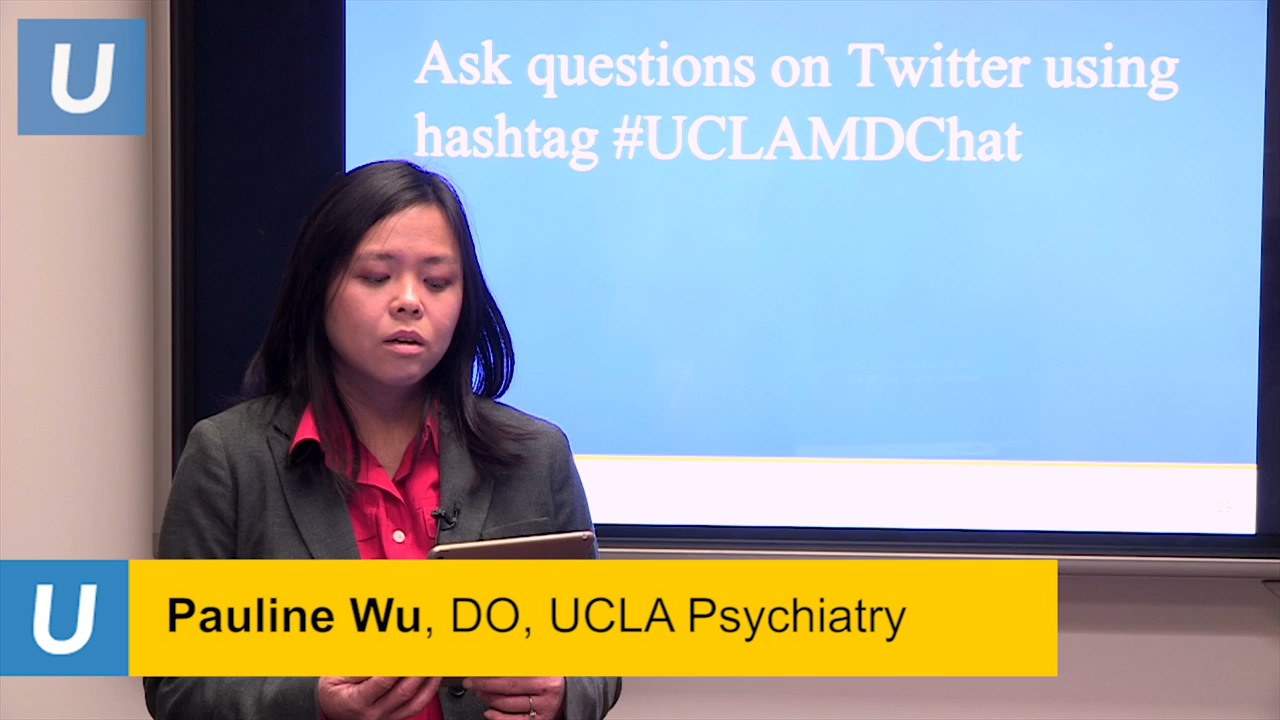 U
Ask questions on Twitter using
hashtag #UCLAMDChat
U
Pauline Wu, DO, UCLA Psychiatry